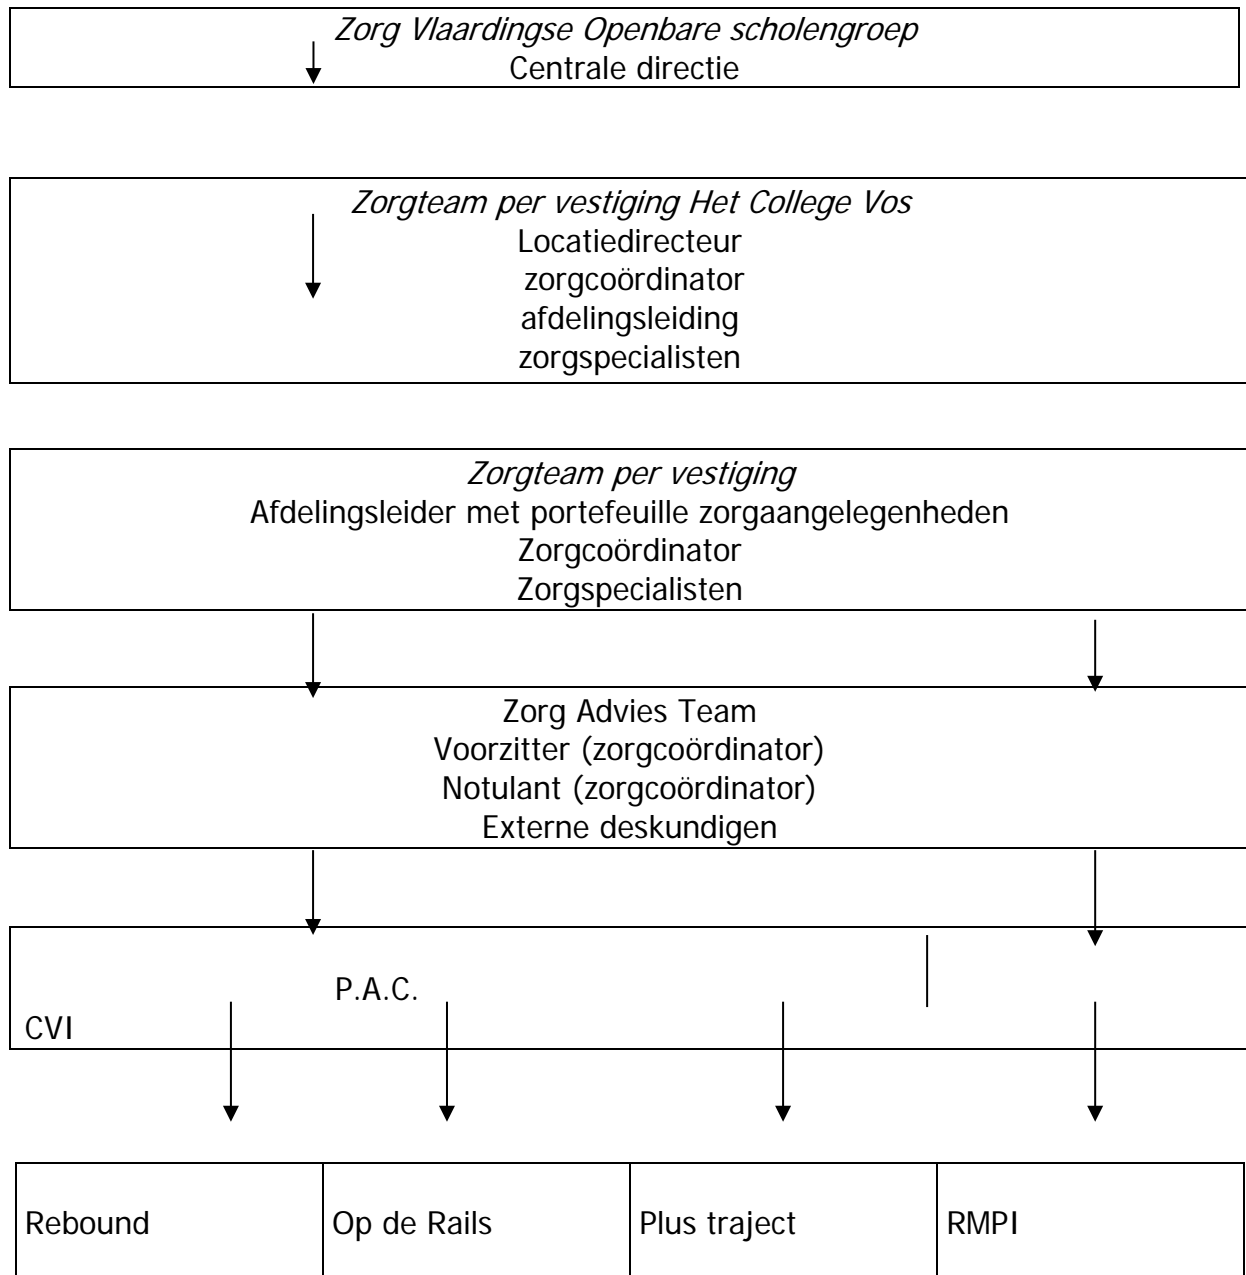 Zorg Vlaardingse Openbare scholengroep
Centrale directie
Zorgteam per vestiging Het College Vos
Locatiedirecteur
zorgcoördinator
afdelingsleiding
zorgspecialisten
Zorgteam per vestiging
Afdelingsleider met portefeuille zorgaangelegenheden
Zorgcoördinator
Zorgspecialisten
Zorg Advies Team
Voorzitter (zorgcoördinator)
Notulant (zorgcoördinator)
Externe deskundigen
P.A.C.
CVI
Rebound
Op de Rails
Plus traject
RMPI